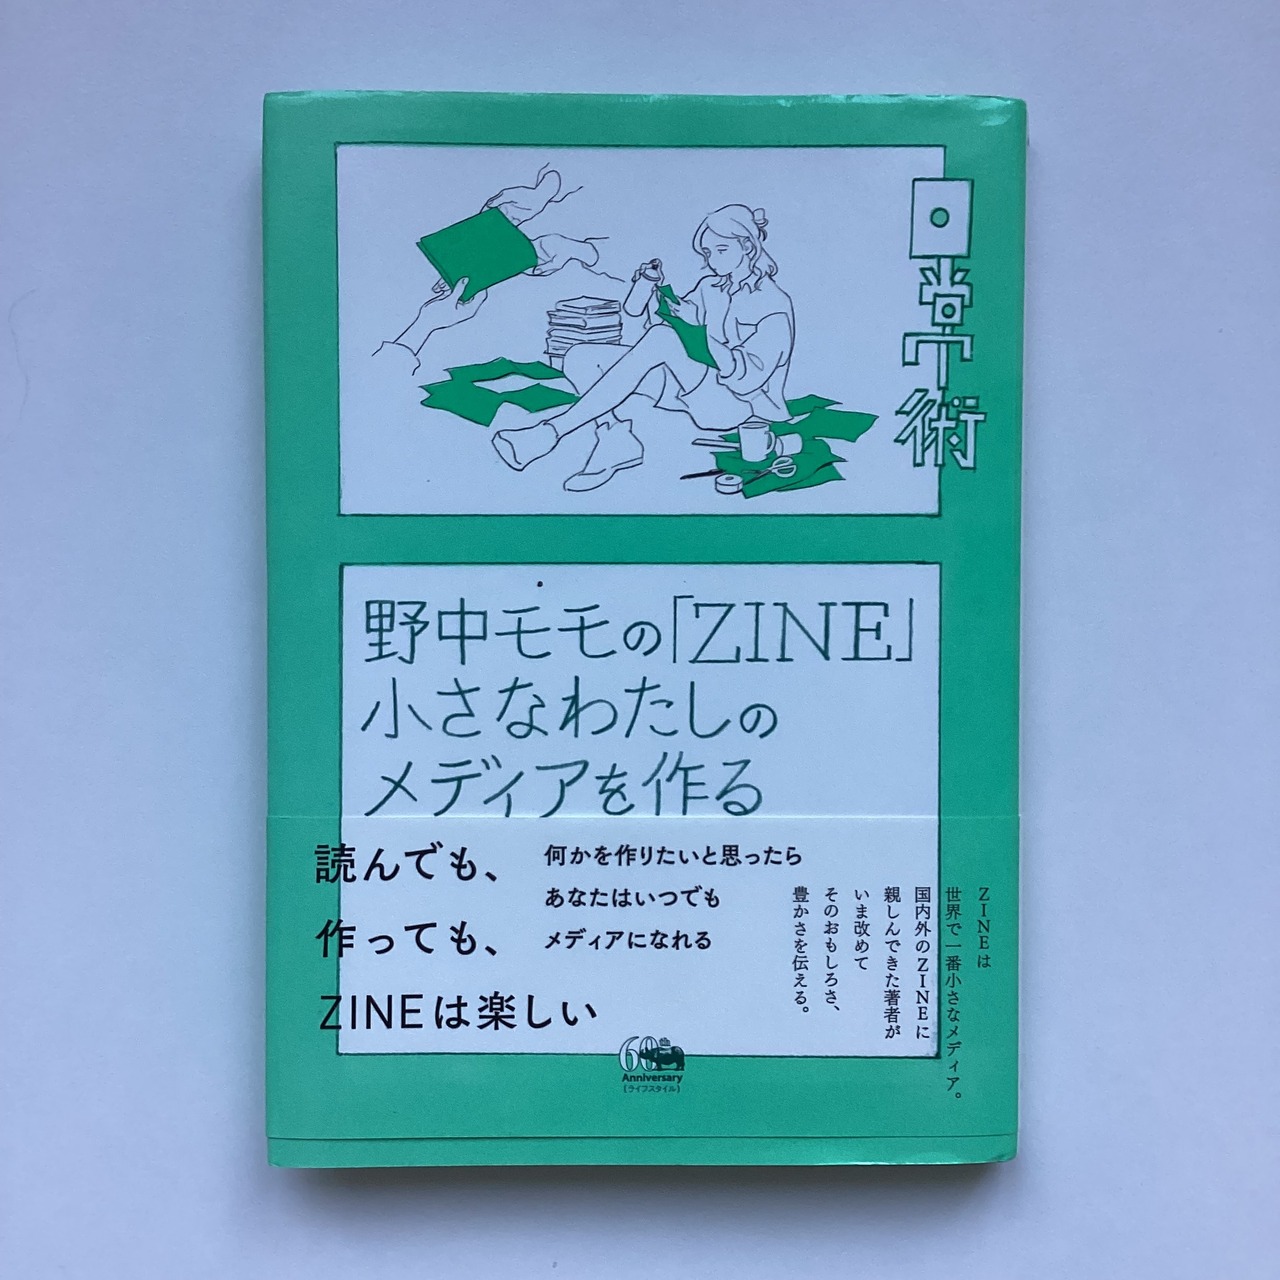 日常術
野中モモの「ZINE」
小さなわたしの
メディアを作る
読んでも、
作っても、
ZINEは楽しい
何かを作りたいと思ったら
あなたはいつでも
メディアになれる
ZINEは
世界で一番小さなメディア。
国内外のZINEに
親しんできた著者が
いま改めて
そのおもしろさ、
豊かさを伝える。
60th
Anniversary
［ライフスタイル］